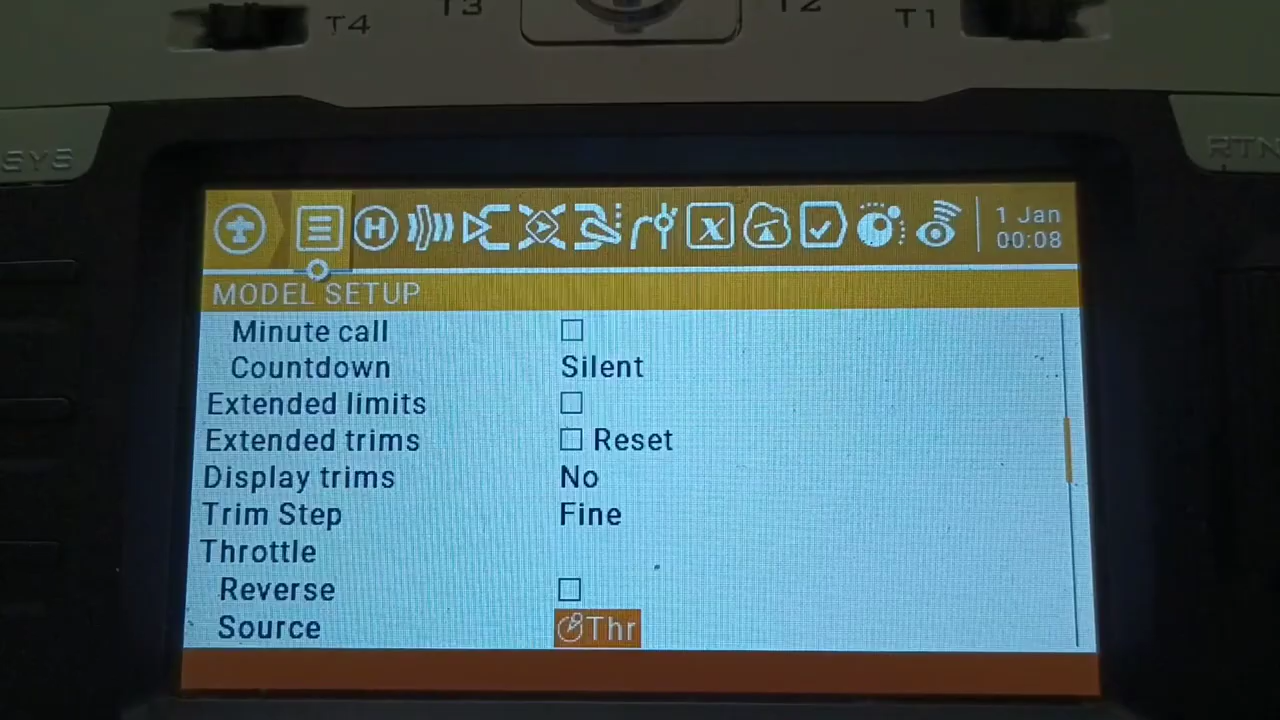 T4
T3
T2
T1
SYS
RTN
1 Jan
00:08
MODEL SETUP
Minute call
Countdown Silent
Extended limits
Extended trims Reset
Display trims No
Trim Step Fine
Throttle
Reverse
Source Thr